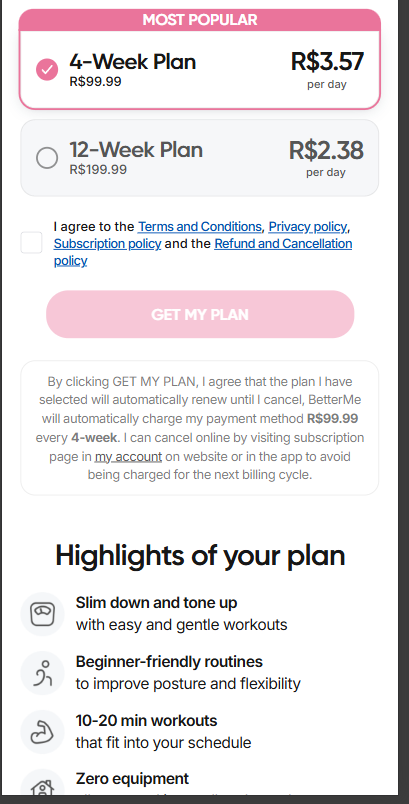 MOST POPULAR
4-Week Plan
R$3.57
R$99.99
per day
12-Week Plan
R$2.38
R$199.99
per day
I agree to the Terms and Conditions, Privacy policy,
Subscription policy and the Refund and Cancellation
policy
GET MY PLAN
By clicking GET MY PLAN, I agree that the plan I have
selected will automatically renew until I cancel, BetterMe
will automatically charge my payment method R$99.99
every 4-week. I can cancel online by visiting subscription
page in my account on website or in the app to avoid
being charged for the next billing cycle.
Highlights of your plan
Slim down and tone up
with easy and gentle workouts
Beginner-friendly routines
to improve posture and flexibility
10-20 min workouts
that fit into your schedule
Zero equipment